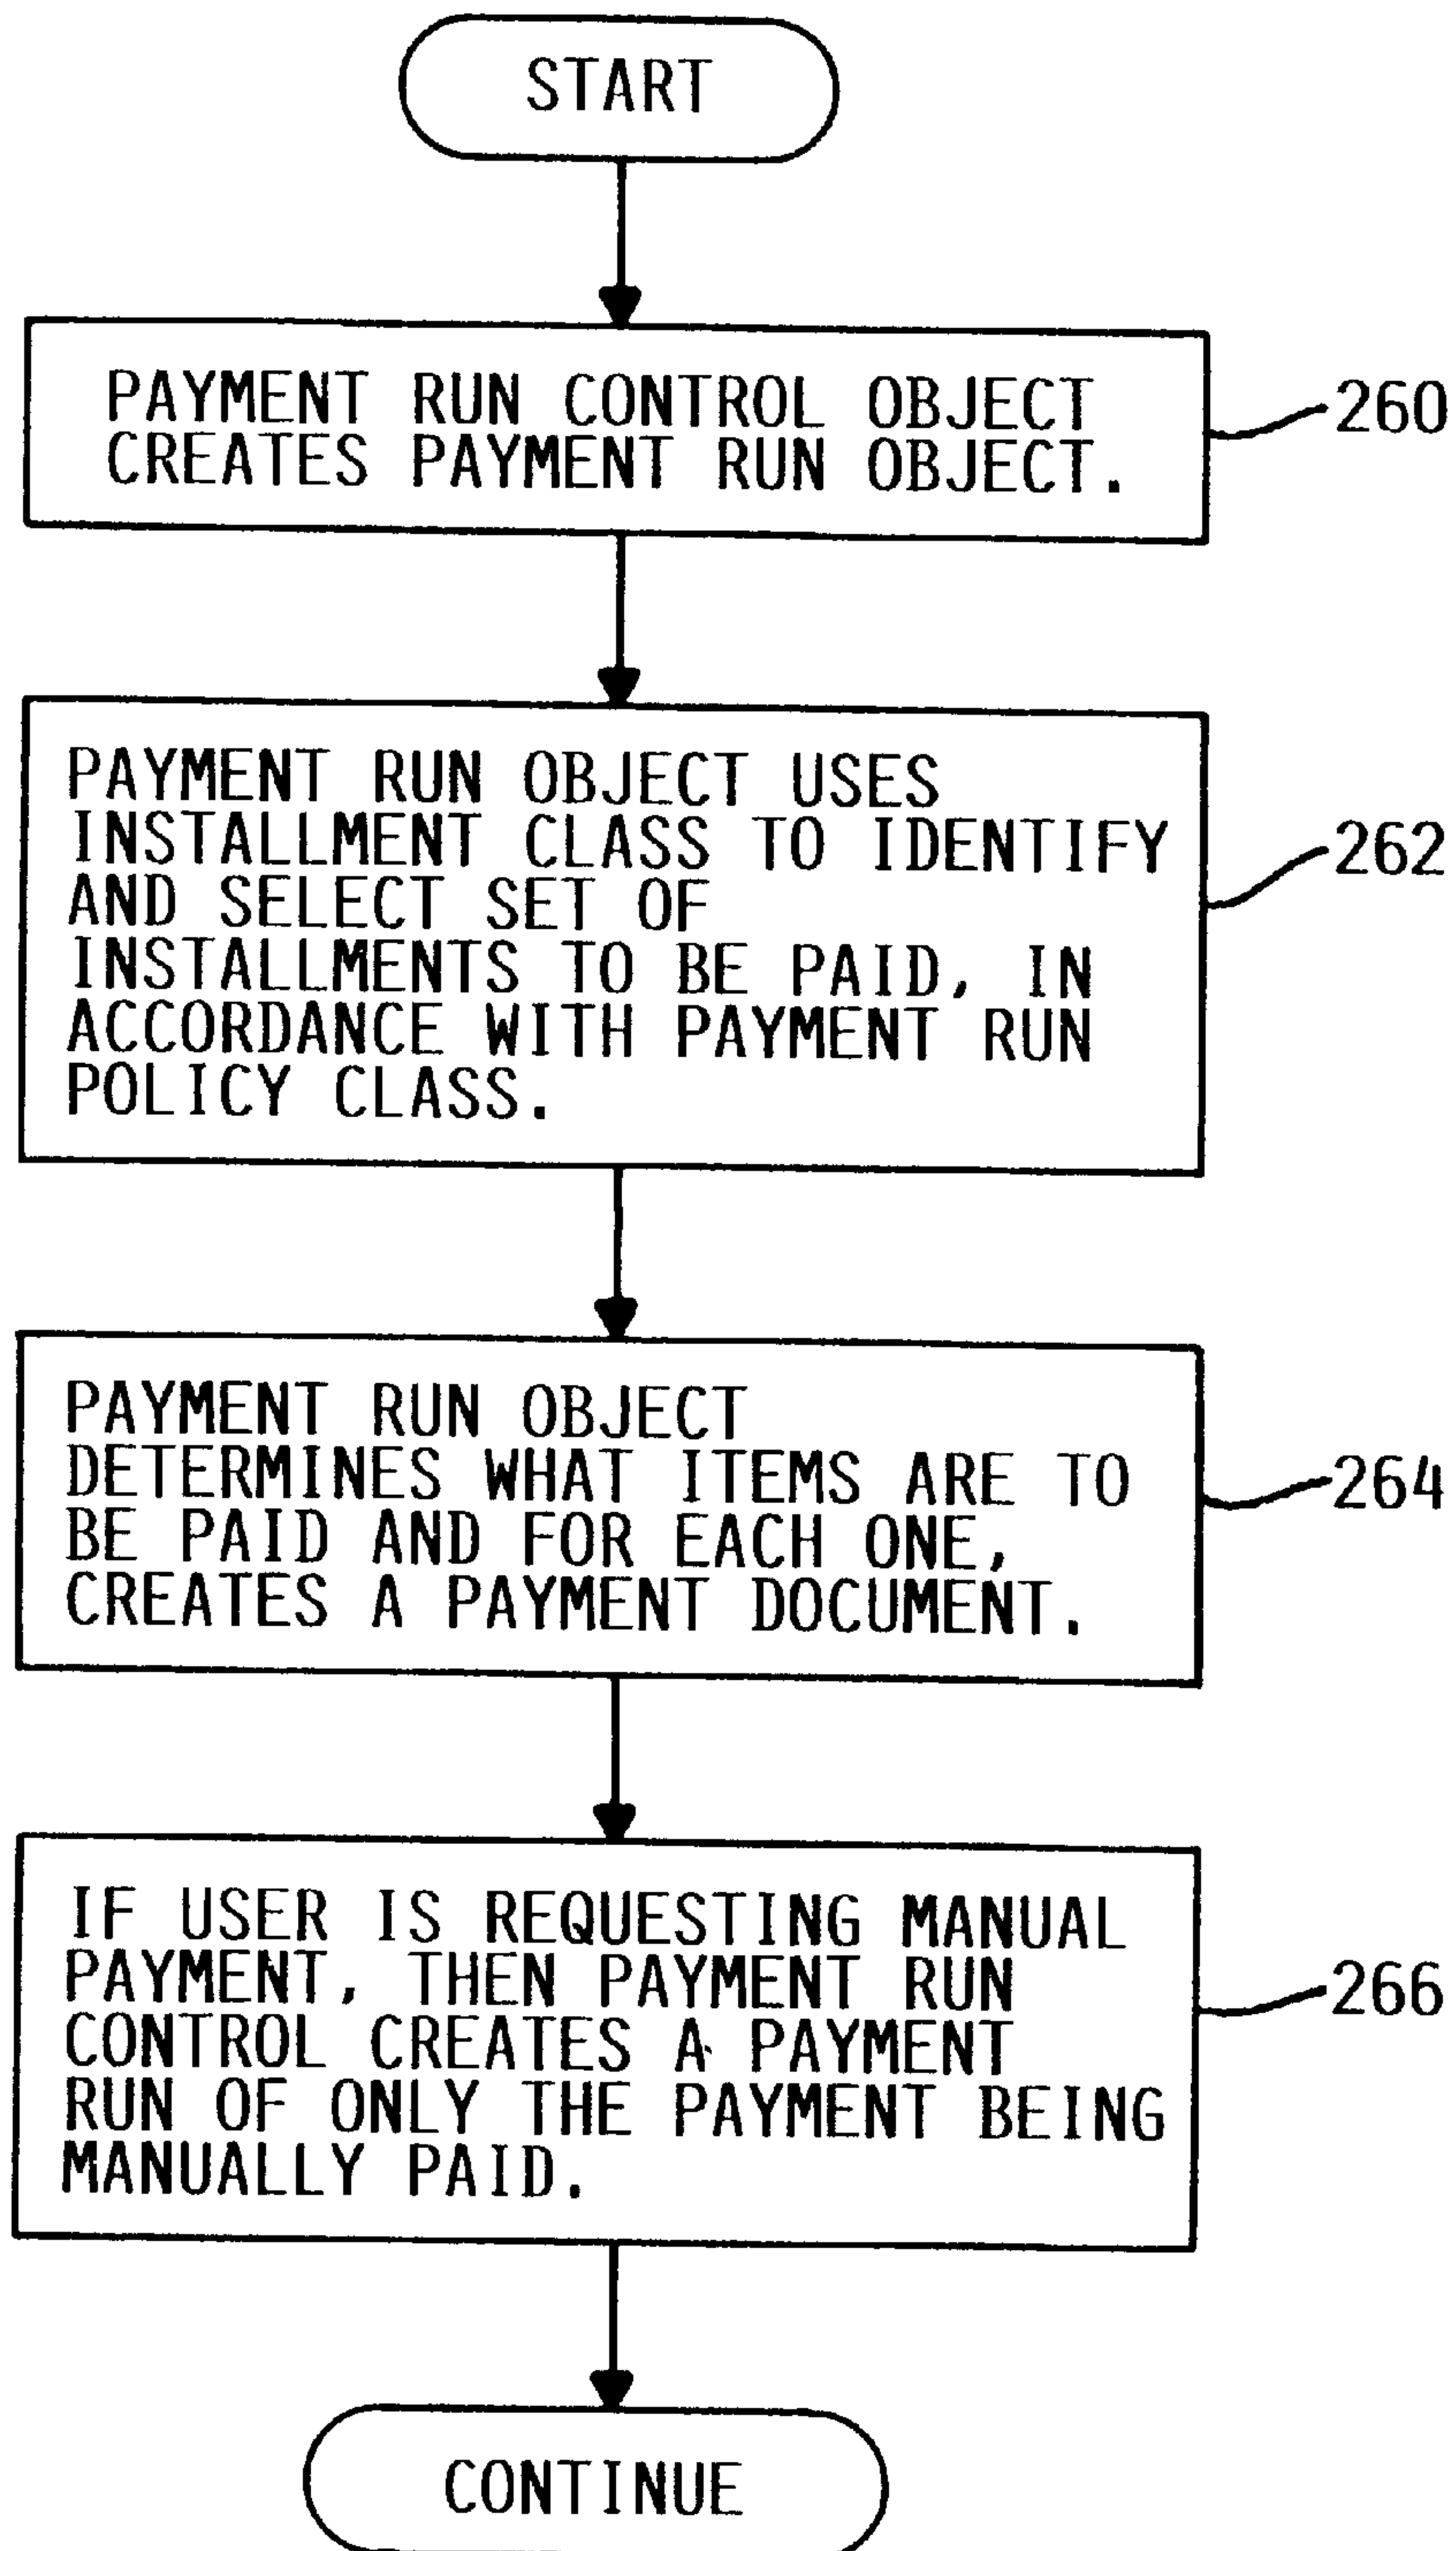 START
PAYMENT RUN CONTROL OBJECT
CREATES PAYMENT RUN OBJECT.
260
PAYMENT RUN OBJECT USES
INSTALLMENT CLASS TO IDENTIFY
AND SELECT SET OF
INSTALLMENTS TO BE PAID, IN
ACCORDANCE WITH PAYMENT RUN
POLICY CLASS.
262
PAYMENT RUN OBJECT
DETERMINES WHAT ITEMS ARE TO
BE PAID AND FOR EACH ONE,
CREATES A PAYMENT DOCUMENT.
264
IF USER IS REQUESTING MANUAL
PAYMENT, THEN PAYMENT RUN
CONTROL CREATES A PAYMENT
RUN OF ONLY THE PAYMENT BEING
MANUALLY PAID.
266
CONTINUE